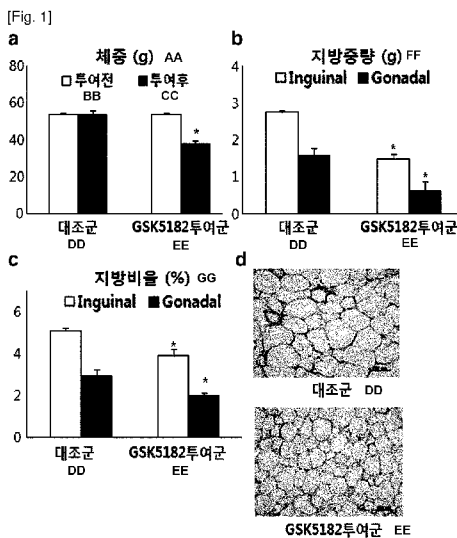 [Fig. 1]
a
체중 (g) AA
투여전 투여후
BB CC
60
40
20
0
80
*
대조군 GSK5182투여군
DD EE
b
지방중량 (g) FF
Inguinal Gonadal
4
3
2
1
0
* *
대조군 GSK5182투여군
DD EE
c
지방비율 (%) GG
Inguinal Gonadal
6
4
2
0
* *
대조군 GSK5182투여군
DD EE
d
대조군 DD
GSK5182투여군 EE